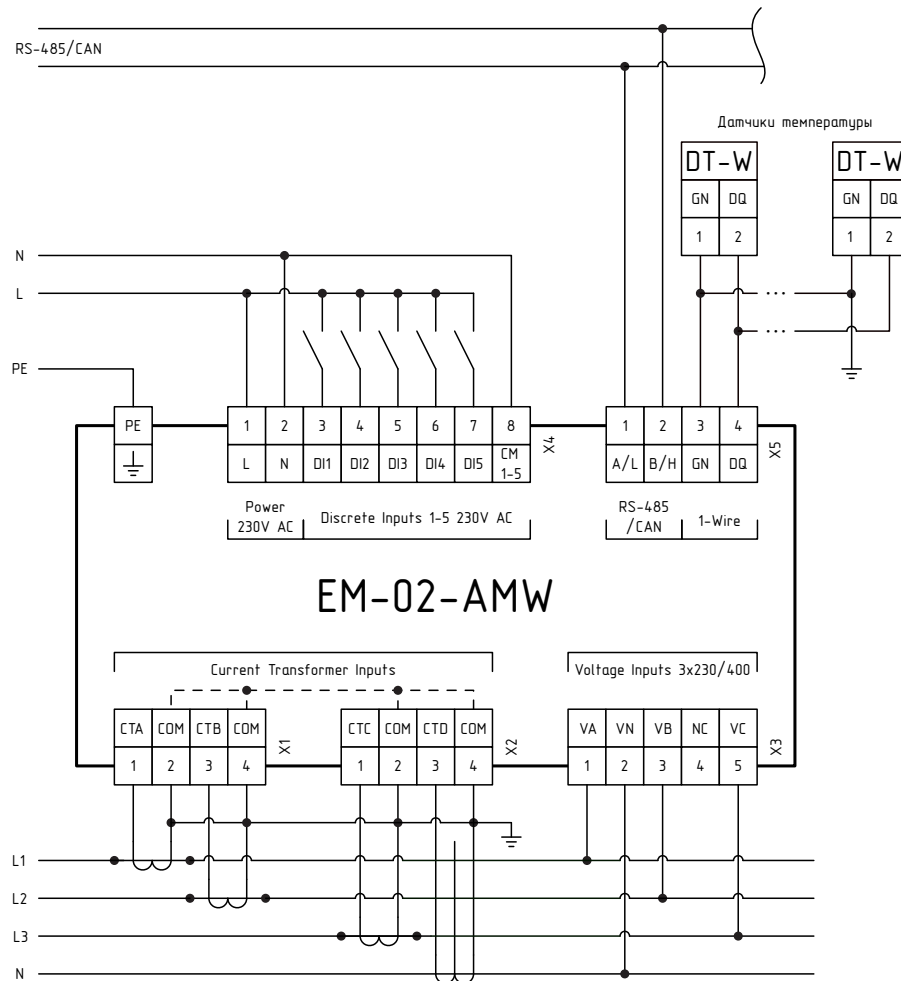 RS-485/CAN
Датчики температуры
DT-W DT-W
GN DQ GN DQ
1 2 1 2
N
L
PE
PE 1 2 3 4 5 6 7 8 X4 1 2 3 4 X5
L N DI1 DI2 DI3 DI4 DI5 CM 1-5 A/L B/H GN DQ
Power
230V AC
Discrete Inputs 1-5 230V AC
RS-485
/CAN
1-Wire
EM-02-AMW
Current Transformer Inputs Voltage Inputs 3x230/400
CTA COM CTB COM X1 CTC COM CTD COM X2 VA VN VB NC VC X3
1 2 3 4 1 2 3 4 1 2 3 4 5
L1
L2
L3
N